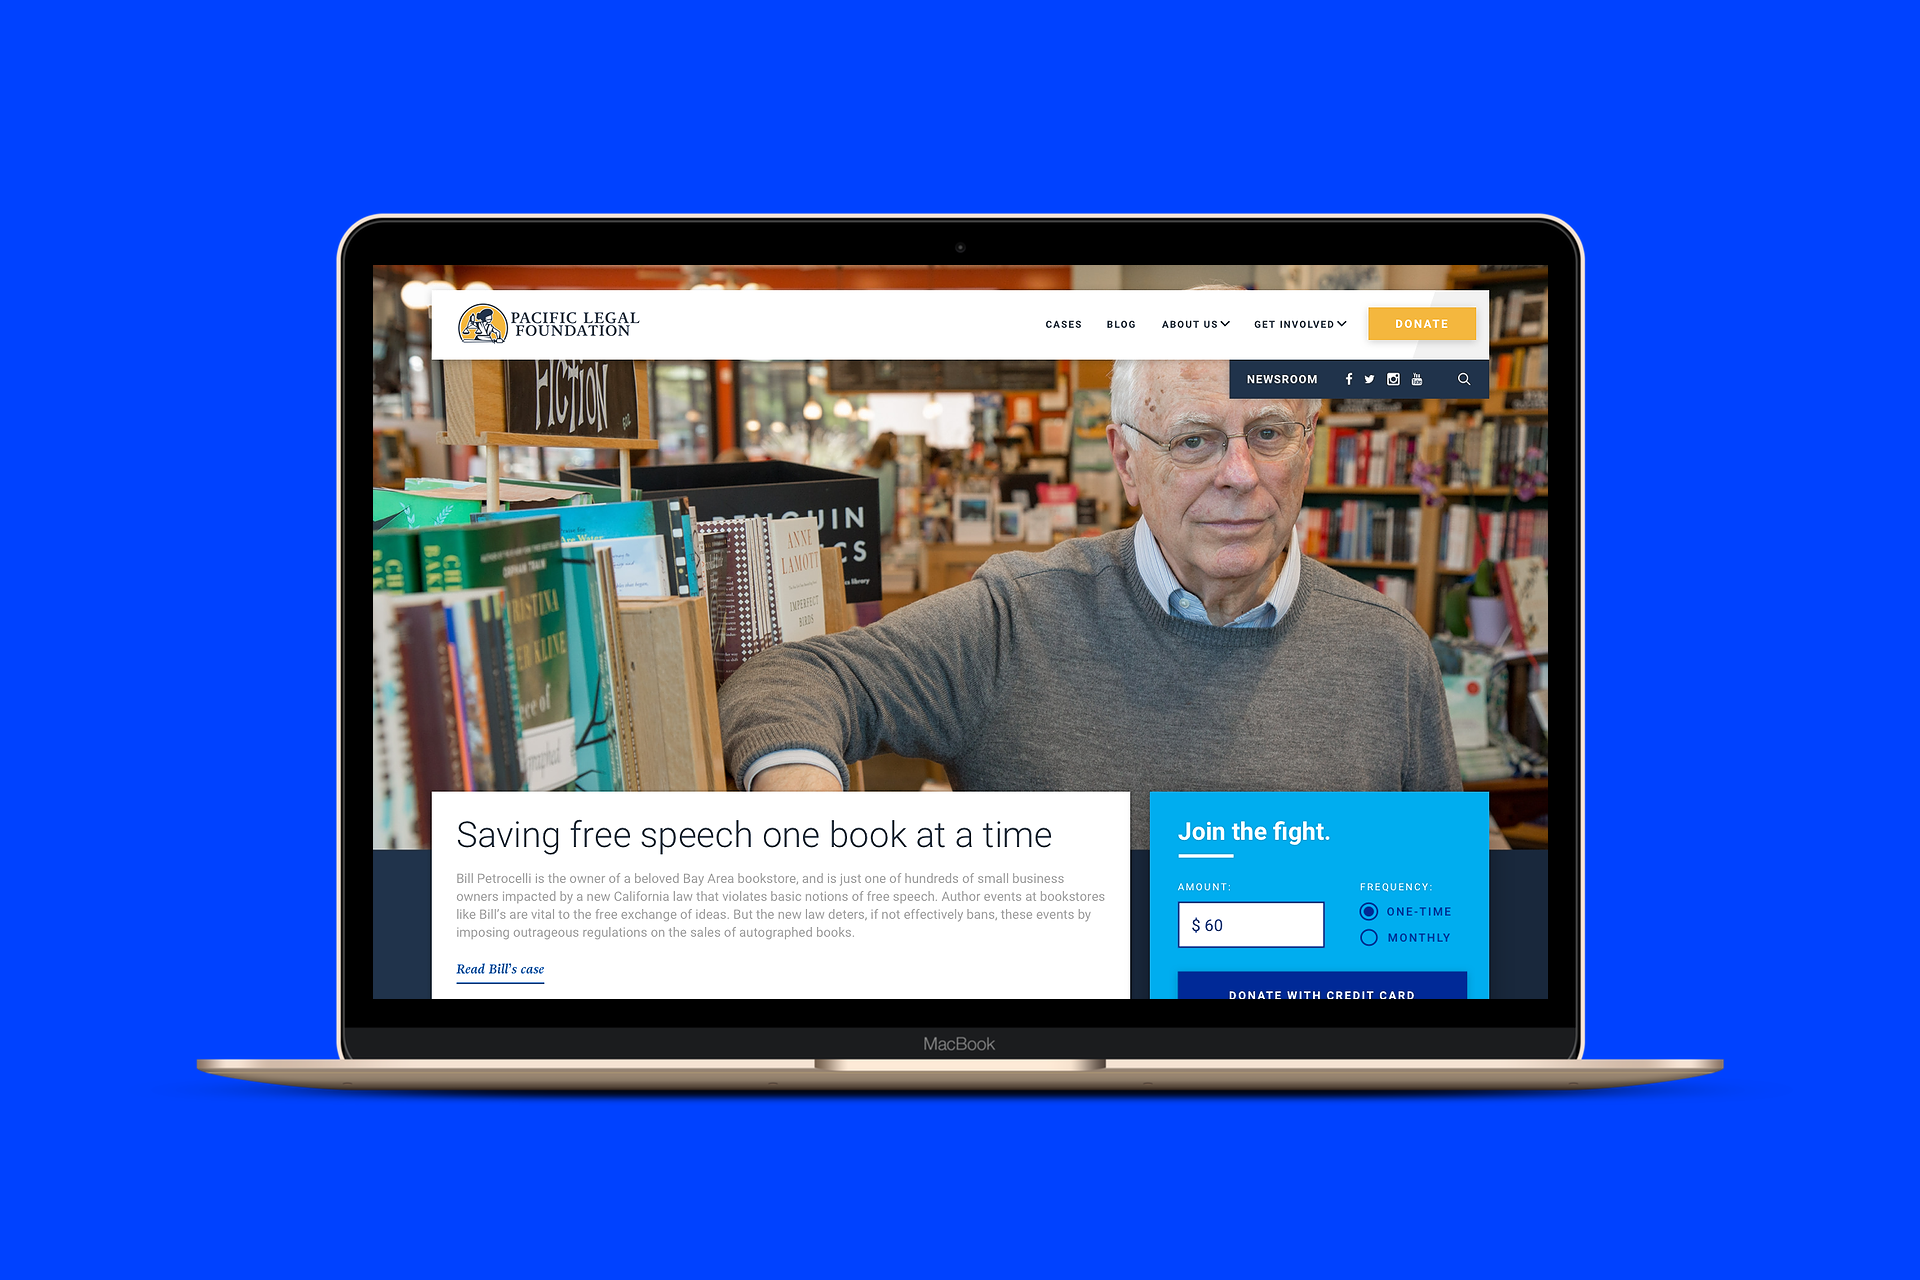 PACIFIC LEGAL
FOUNDATION
CASES BLOG ABOUT US GET INVOLVED DONATE
NEWSROOM
FICTION
PENGUIN
CS
ANNE
LAMOTT
IMPERFECT
BIRDS
ORPHAN TRAIN
Are Water
Saving free speech one book at a time
Bill Petrocelli is the owner of a beloved Bay Area bookstore, and is just one of hundreds of small business
owners impacted by a new California law that violates basic notions of free speech. Author events at bookstores
like Bill's are vital to the free exchange of ideas. But the new law deters, if not effectively bans, these events by
imposing outrageous regulations on the sales of autographed books.
Read Bill's case
Join the fight.
AMOUNT: FREQUENCY:
$ 60
ONE-TIME
MONTHLY
DONATE WITH CREDIT CARD
MacBook